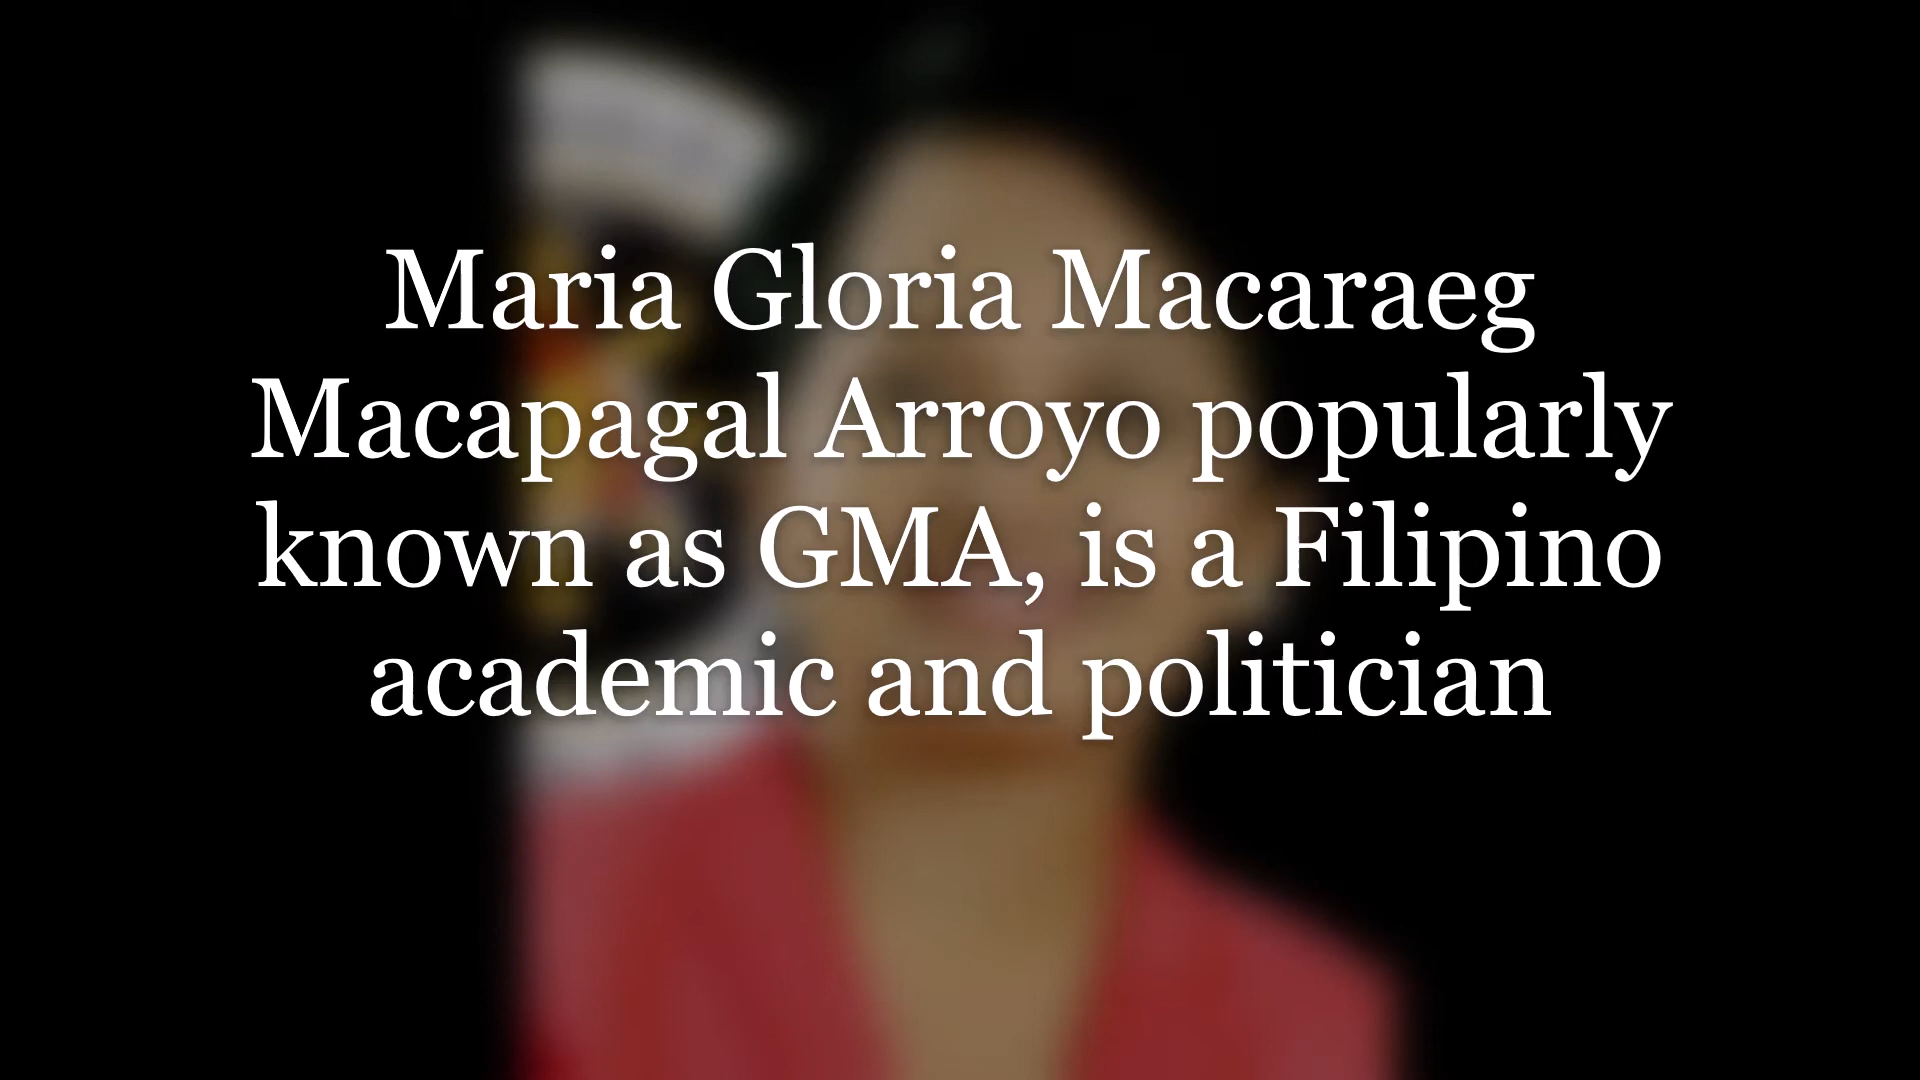 Maria Gloria Macaraeg
Macapagal Arroyo popularly
known as GMA, is a Filipino
academic and politician